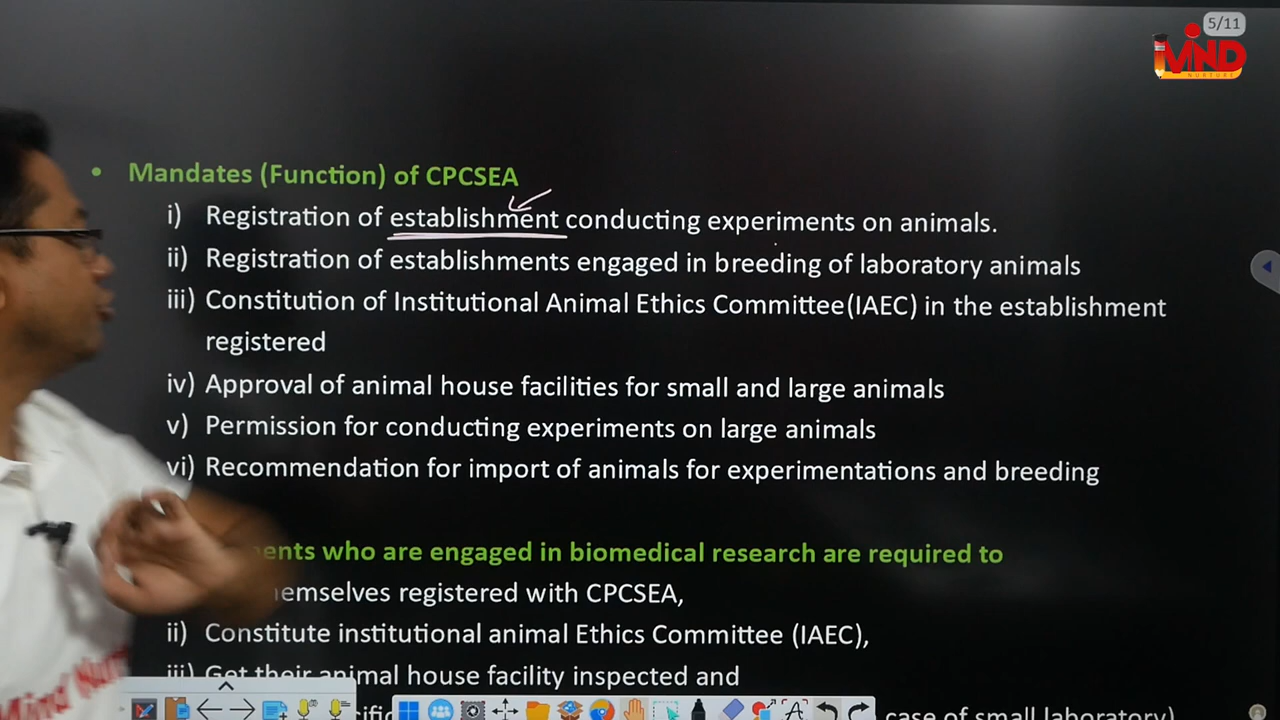 5/11
MIND
NURTURE
• Mandates (Function) of CPCSEA
i) Registration of establishment conducting experiments on animals.
ii) Registration of establishments engaged in breeding of laboratory animals
iii) Constitution of Institutional Animal Ethics Committee(IAEC) in the establishment
registered
iv) Approval of animal house facilities for small and large animals
v) Permission for conducting experiments on large animals
vi) Recommendation for import of animals for experimentations and breeding
who are engaged in biomedical research are required to
registered with CPCSEA,
ii) Constitute institutional animal Ethics Committee (IAEC),
iii) Get their animal house facility inspected and
case of small laboratory)
Mind